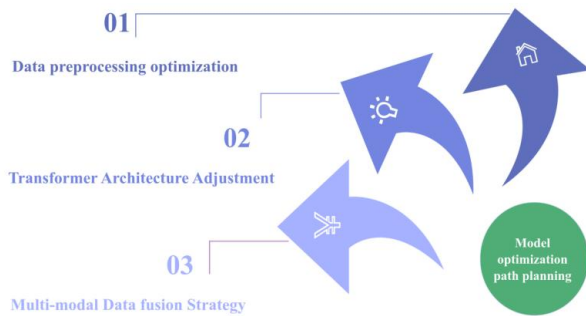 01
Data preprocessing optimization
02
Transformer Architecture Adjustment
03
Multi-modal Data fusion Strategy
Model
optimization
path planning